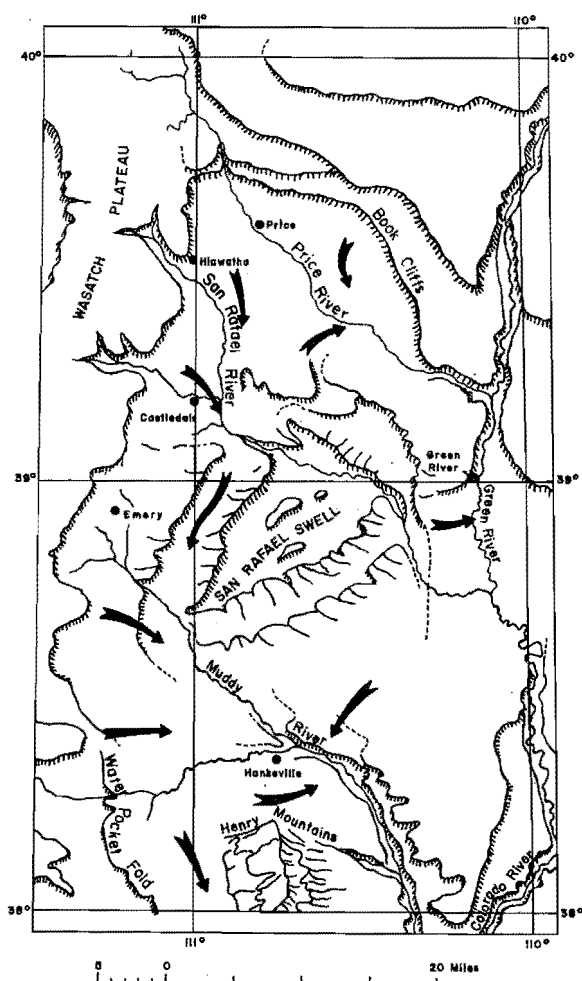 111°
110°
40°
40°
WASATCH PLATEAU
Price
Book Cliffs
Hiawatha
Price River
San Rafael River
Castledale
Green River
39°
39°
Emery
SAN RAFAEL SWELL
Green River
Muddy River
Hanksville
Water Pocket Fold
Henry Mountains
Colorado River
38°
38°
111°
110°
5 0 20 Miles